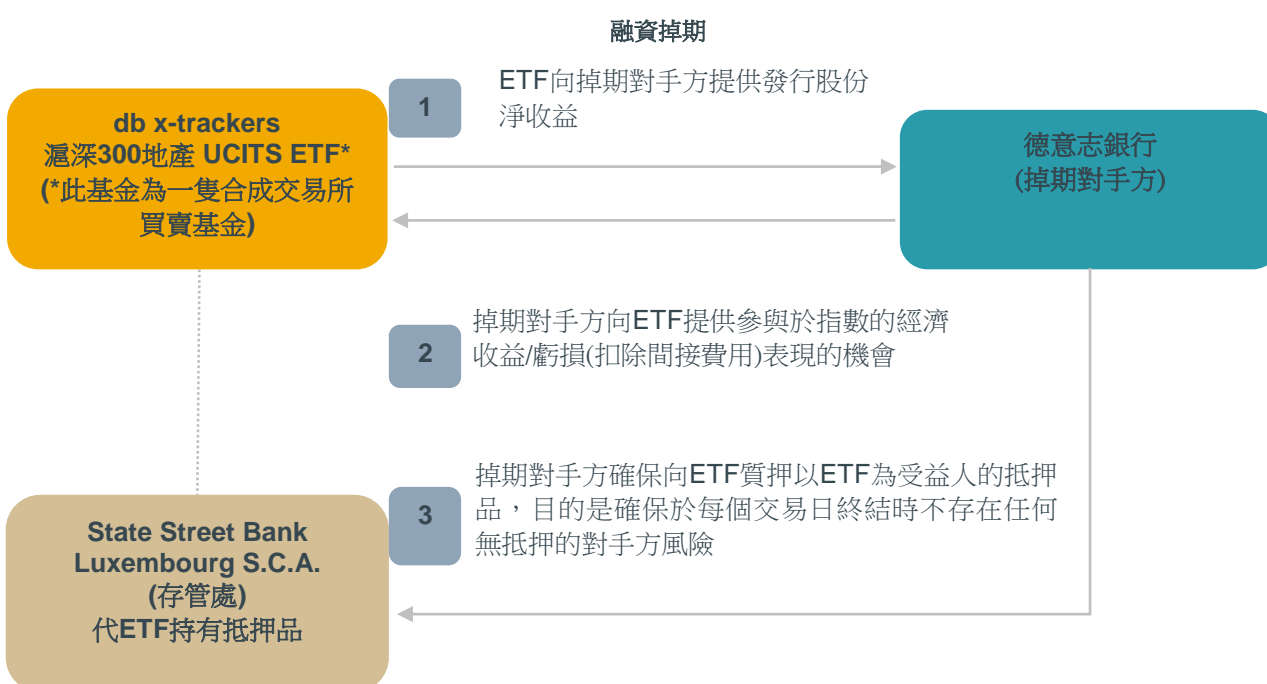 融資掉期
1
ETF向掉期對手方提供發行股份
淨收益
db x-trackers
滬深300地產 UCITS ETF*
(*此基金為一隻合成交易所
買賣基金)
德意志銀行
(掉期對手方)
2
掉期對手方向ETF提供參與於指數的經濟
收益/虧損(扣除間接費用)表現的機會
3
掉期對手方確保向ETF質押以ETF為受益人的抵押
品，目的是確保於每個交易日終結時不存在任何
無抵押的對手方風險
State Street Bank
Luxembourg S.C.A.
(存管處)
代ETF持有抵押品